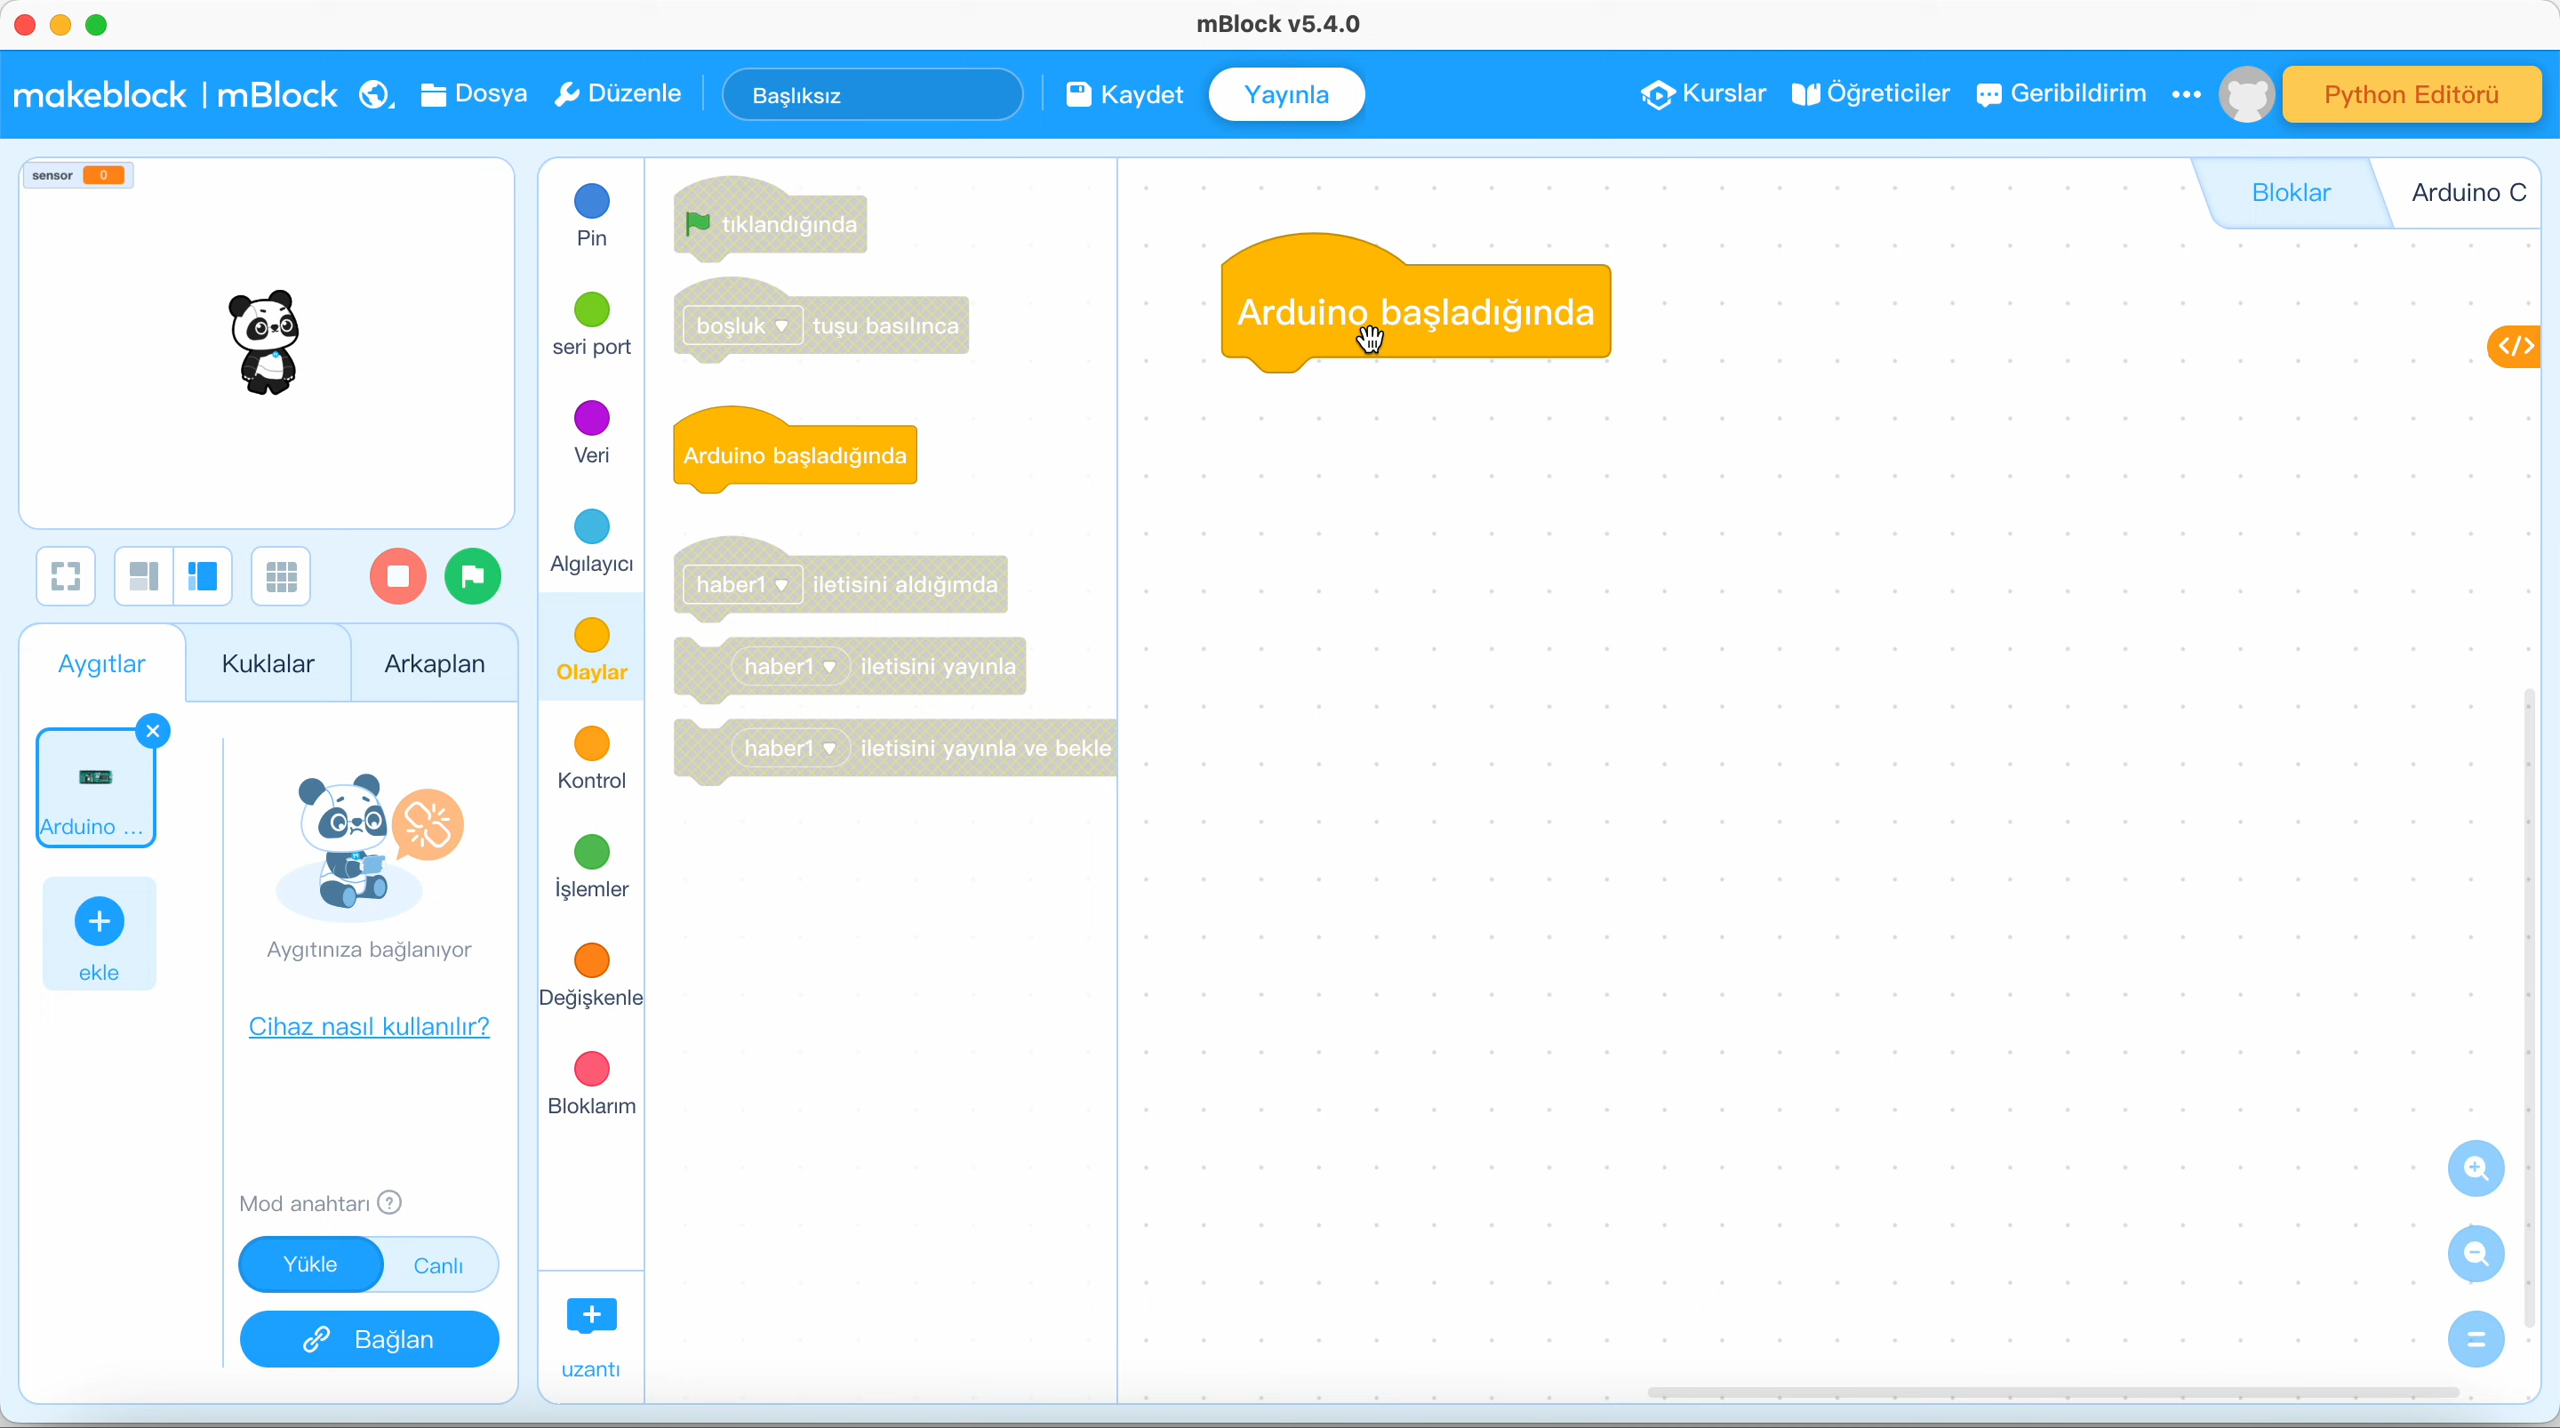 mBlock v5.4.0
makeblock | mBlock
Dosya
Düzenle
Başlıksız
Kaydet
Yayınla
Kurslar
Öğreticiler
Geribildirim
Python Editörü
sensor 0
Aygıtlar
Kuklalar
Arkaplan
Arduino ...
ekle
Aygıtınıza bağlanıyor
Cihaz nasıl kullanılır?
Mod anahtarı ?
Yükle
Canlı
Bağlan
Pin
seri port
Veri
Algılayıcı
Olaylar
Kontrol
İşlemler
Değişkenle
Bloklarım
uzantı
tıklandığında
boşluk tuşu basılınca
Arduino başladığında
haber1 iletisini aldığımda
haber1 iletisini yayınla
haber1 iletisini yayınla ve bekle
Arduino başladığında
Bloklar
Arduino C
</>